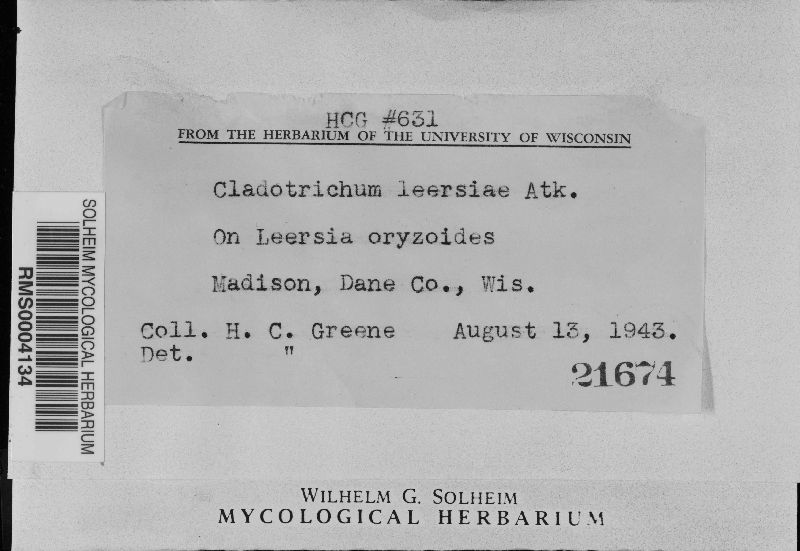 HCG #631
FROM THE HERBARIUM OF THE UNIVERSITY OF WISCONSIN
Cladotrichum leersiae Atk.
On Leersia oryzoides
Madison, Dane Co., Wis.
Coll. H. C. Greene August 13, 1943.
Det. "
21674
SOLHEIM MYCOLOGICAL HERBARIUM
RMS0004134
WILHELM G. SOLHEIM
MYCOLOGICAL HERBARIUM